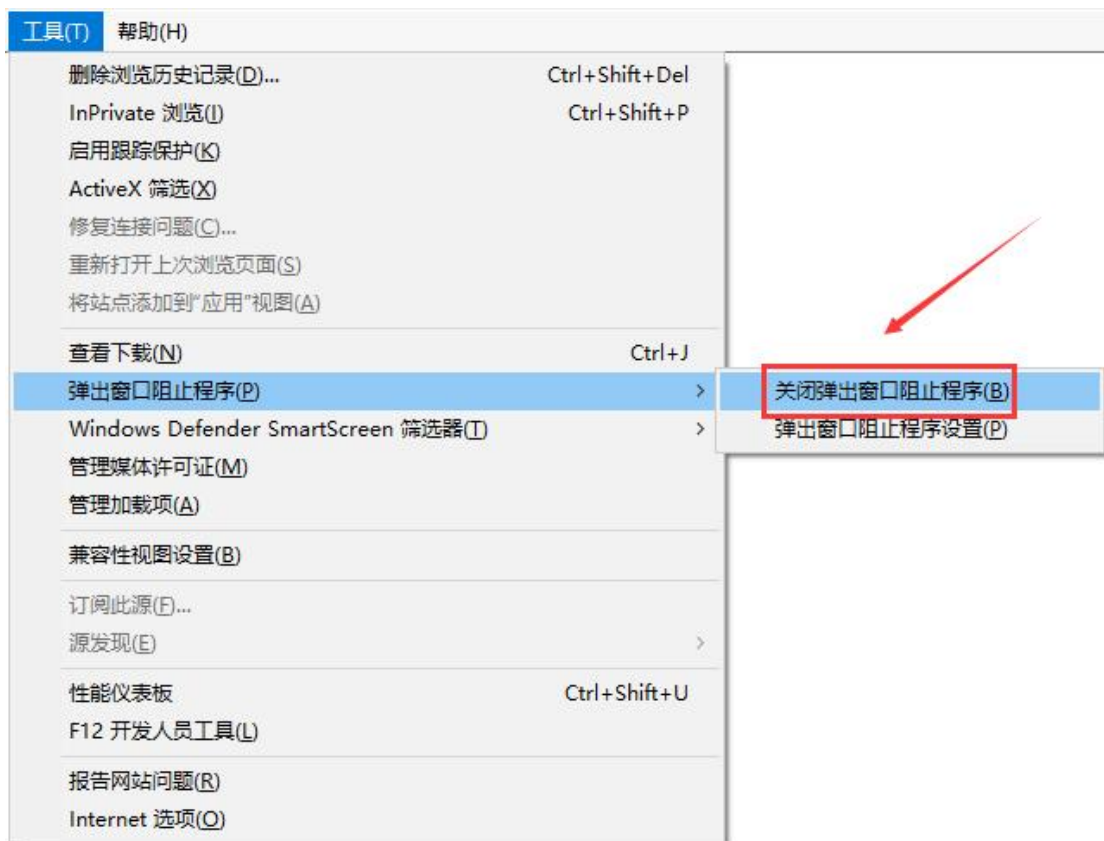 工具(T) 帮助(H)
删除浏览历史记录(D)... Ctrl+Shift+Del
InPrivate 浏览(I) Ctrl+Shift+P
启用跟踪保护(K)
ActiveX 筛选(X)
修复连接问题(C)...
重新打开上次浏览页面(S)
将站点添加到“应用”视图(A)
查看下载(N) Ctrl+J
弹出窗口阻止程序(P) > 关闭弹出窗口阻止程序(B)
Windows Defender SmartScreen 筛选器(T) > 弹出窗口阻止程序设置(P)
管理媒体许可证(M)
管理加载项(A)
兼容性视图设置(B)
订阅此源(F)...
源发现(E) >
性能仪表板 Ctrl+Shift+U
F12 开发人员工具(L)
报告网站问题(R)
Internet 选项(O)